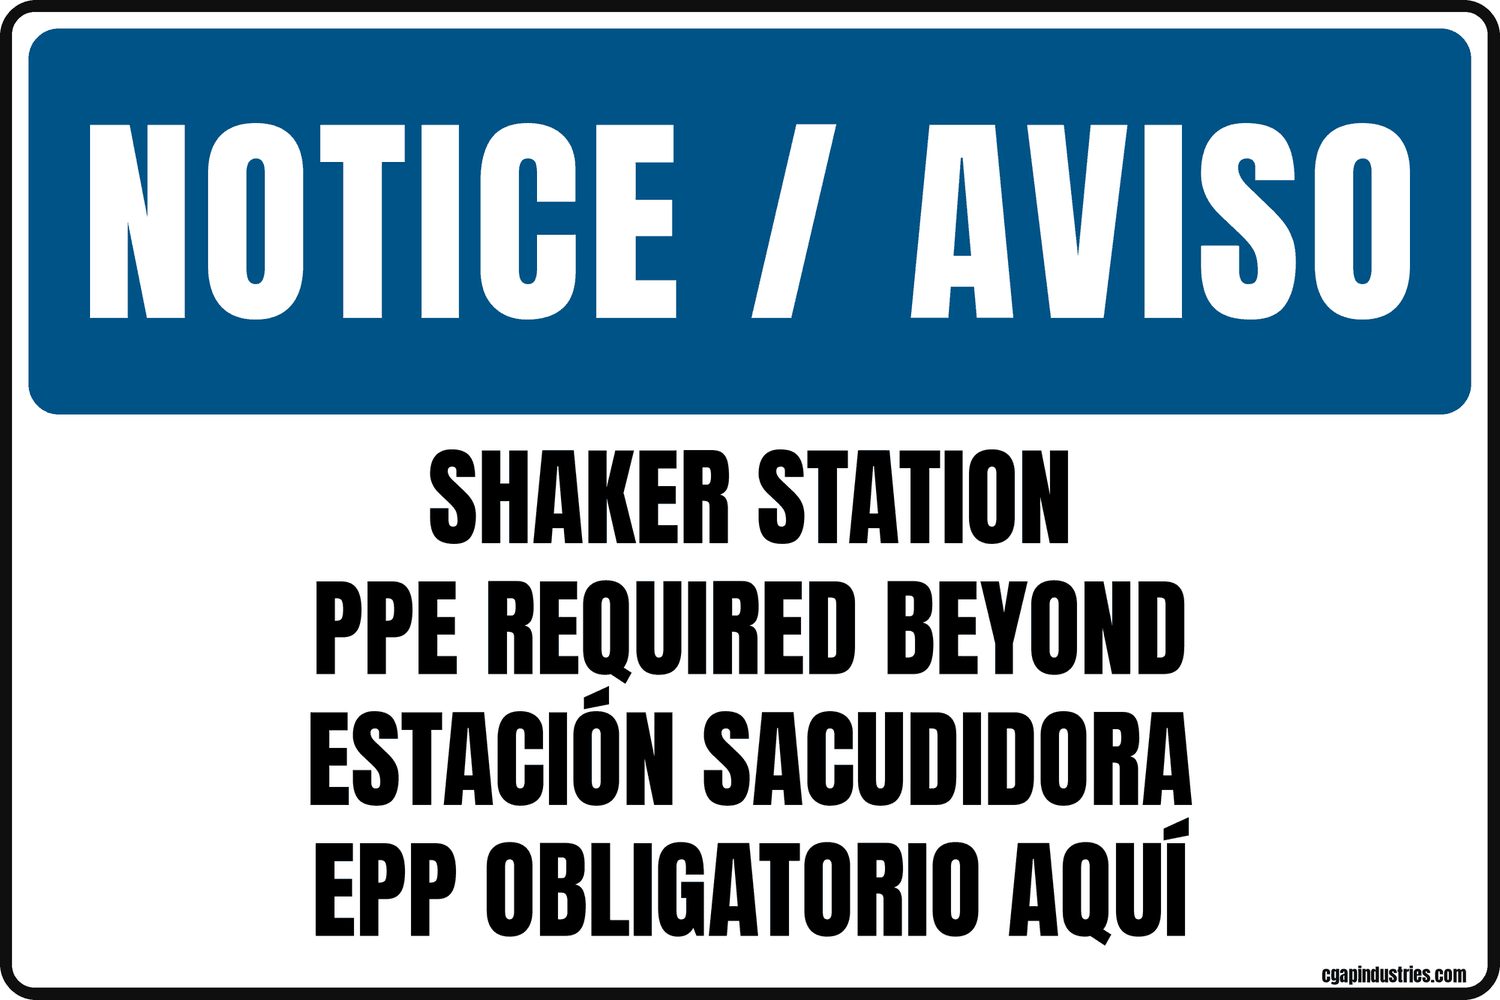 NOTICE / AVISO
SHAKER STATION
PPE REQUIRED BEYOND
ESTACIÓN SACUDIDORA
EPP OBLIGATORIO AQUÍ
cgapindustries.com